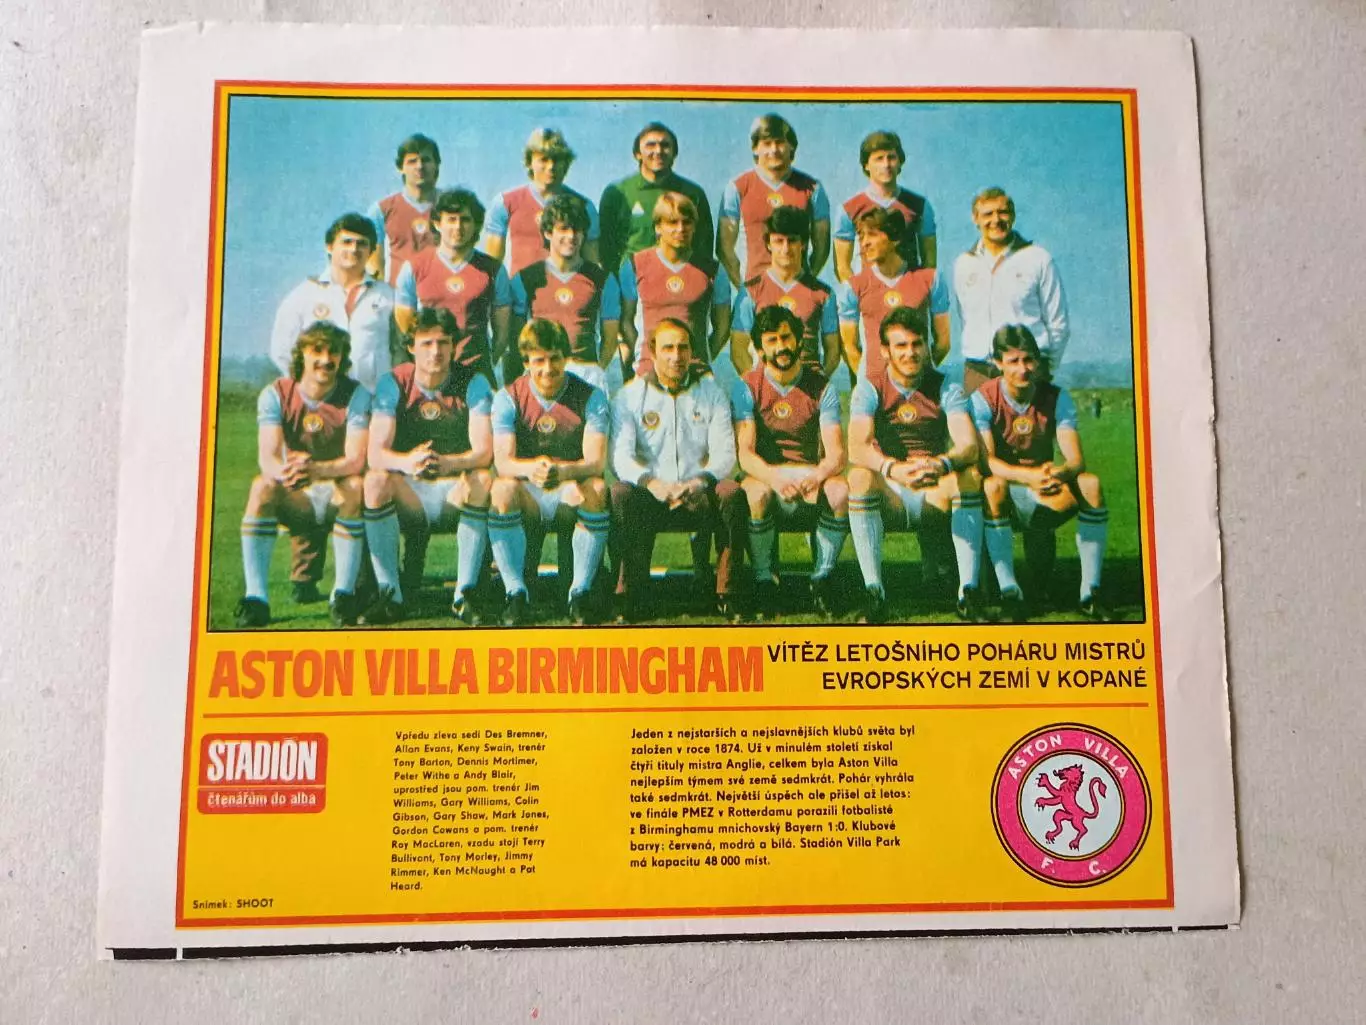 ASTON VILLA BIRMINGHAM
VÍTĚZ LETOŠNÍHO POHÁRU MISTRŮ
EVROPSKÝCH ZEMÍ V KOPANÉ
STADIÓN
čtenářům do alba
Vpředu zleva sedí Des Bremner,
Allan Evans, Keny Swain, trenér
Tony Barton, Dennis Mortimer,
Peter Withe a Andy Blair,
uprostřed jsou pom. trenér Jim
Williams, Gary Williams, Colin
Gibson, Gary Shaw, Mark Jones,
Gordon Cowans a pom. trenér
Roy MacLaren, vzadu stojí Terry
Bullivant, Tony Morley, Jimmy
Rimmer, Ken McNaught a Pat
Heard.
Snímek: SHOOT
Jeden z nejstarších a nejslavnějších klubů světa byl
založen v roce 1874. Už v minulém století získal
čtyři tituly mistra Anglie, celkem byla Aston Villa
nejlepším týmem své země sedmkrát. Pohár vyhrála
také sedmkrát. Největší úspěch ale přišel až letos:
ve finále PMEZ v Rotterdamu porazili fotbalisté
z Birminghamu mnichovský Bayern 1:0. Klubové
barvy: červená, modrá a bílá. Stadión Villa Park
má kapacitu 48 000 míst.
ASTON VILLA
F. C.